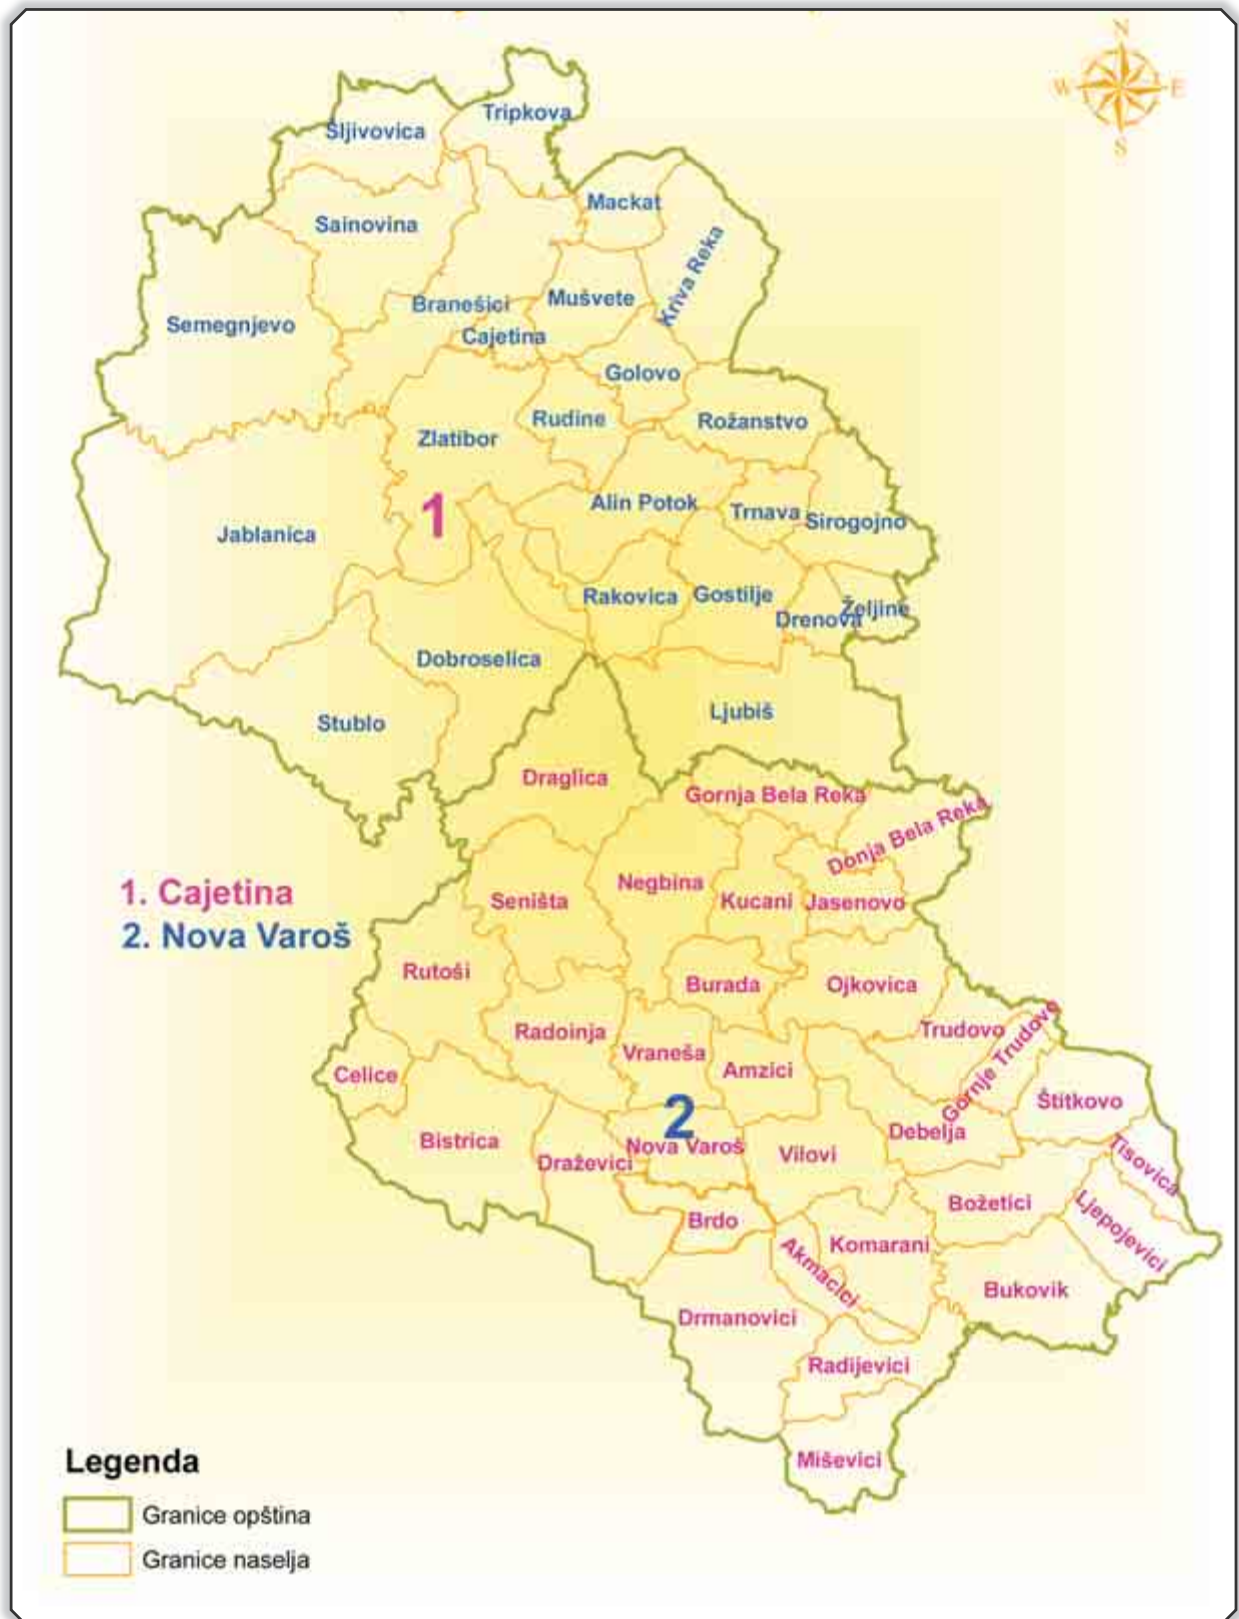 N
W E
S
Tripkova
Šljivovica
Mackat
Sainovina
Kriva Reka
Mušvete
Branešici
Semegnjevo
Cajetina
Golovo
Rudine
Rožanstvo
Zlatibor
Alin Potok
Trnava
Sirogojno
1
Jablanica
Rakovica
Gostilje
Željine
Drenova
Dobroselica
Ljubiš
Stublo
Draglica
Gornja Bela Reka
Donja Bela Reka
Negbina
Seništa
Kucani
Jasenovo
1. Cajetina
2. Nova Varoš
Rutoši
Burada
Ojkovica
Radoinja
Trudovo
Gornje Trudovo
Vraneša
Amzici
Celice
Štitkovo
2
Bistrica
Debelja
Nova Varoš
Vilovi
Draževici
Tisovica
Božetici
Ljepojevici
Brdo
Komarani
Akmacici
Bukovik
Drmanovici
Radijevici
Miševici
Legenda
Granice opština
Granice naselja